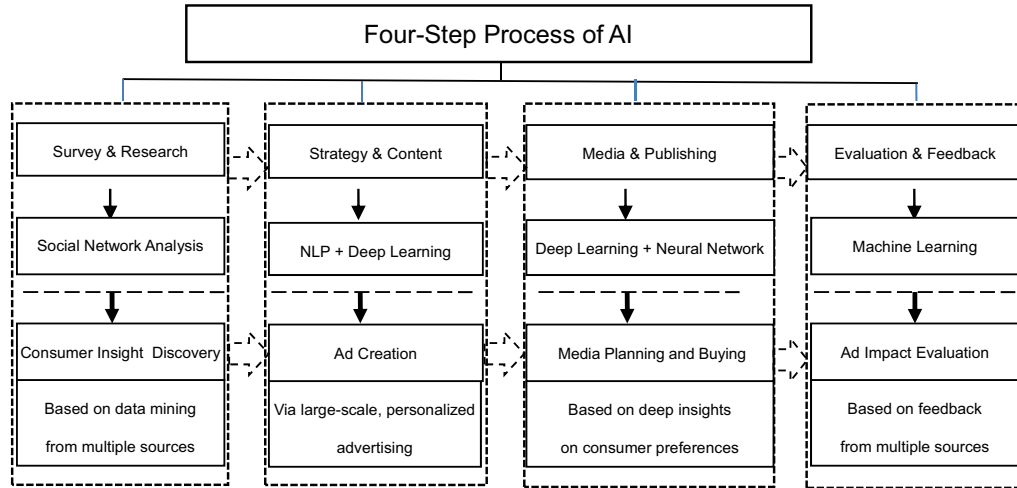 Four-Step Process of AI
Survey & Research
Strategy & Content
Media & Publishing
Evaluation & Feedback
Social Network Analysis
NLP + Deep Learning
Deep Learning + Neural Network
Machine Learning
Consumer Insight Discovery
Ad Creation
Media Planning and Buying
Ad Impact Evaluation
Based on data mining
from multiple sources
Via large-scale, personalized
advertising
Based on deep insights
on consumer preferences
Based on feedback
from multiple sources